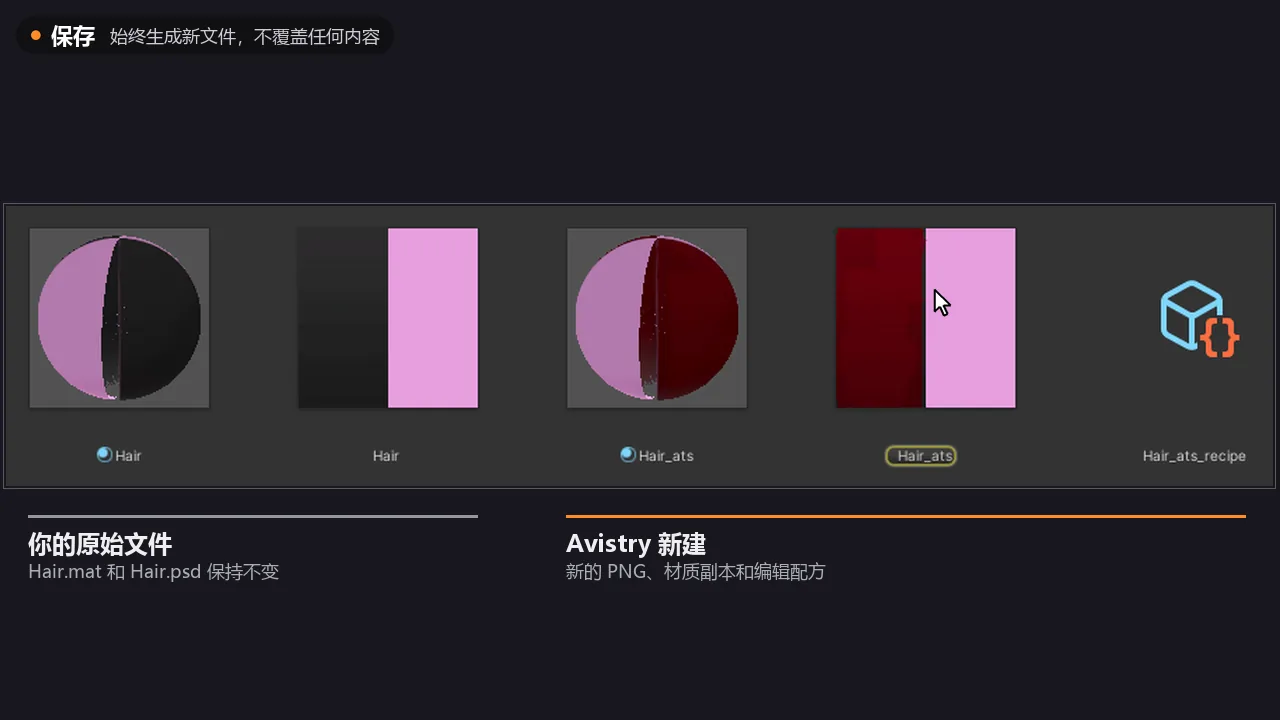 保存 始终生成新文件，不覆盖任何内容
Hair
Hair
Hair_ats
Hair_ats
Hair_ats_recipe
你的原始文件
Hair.mat 和 Hair.psd 保持不变
Avistry 新建
新的 PNG、材质副本和编辑配方